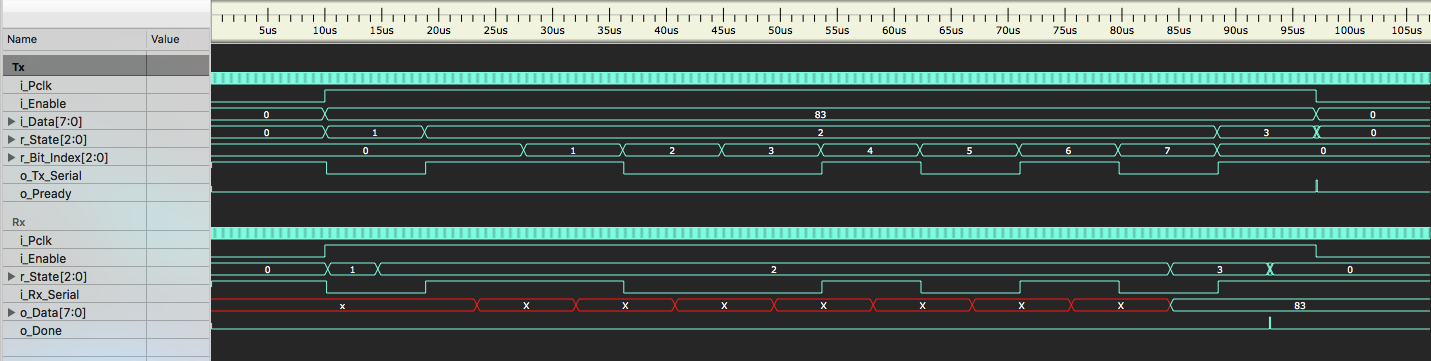 5us 10us 15us 20us 25us 30us 35us 40us 45us 50us 55us 60us 65us 70us 75us 80us 85us 90us 95us 100us 105us
Name Value
Tx
i_Pclk
i_Enable
i_Data[7:0] 0 83 0
r_State[2:0] 0 1 2 3 0
r_Bit_Index[2:0] 0 1 2 3 4 5 6 7 0
o_Tx_Serial
o_Pready
Rx
i_Pclk
i_Enable
r_State[2:0] 0 1 2 3 0
i_Rx_Serial
o_Data[7:0] x X X X X X X X 83
o_Done